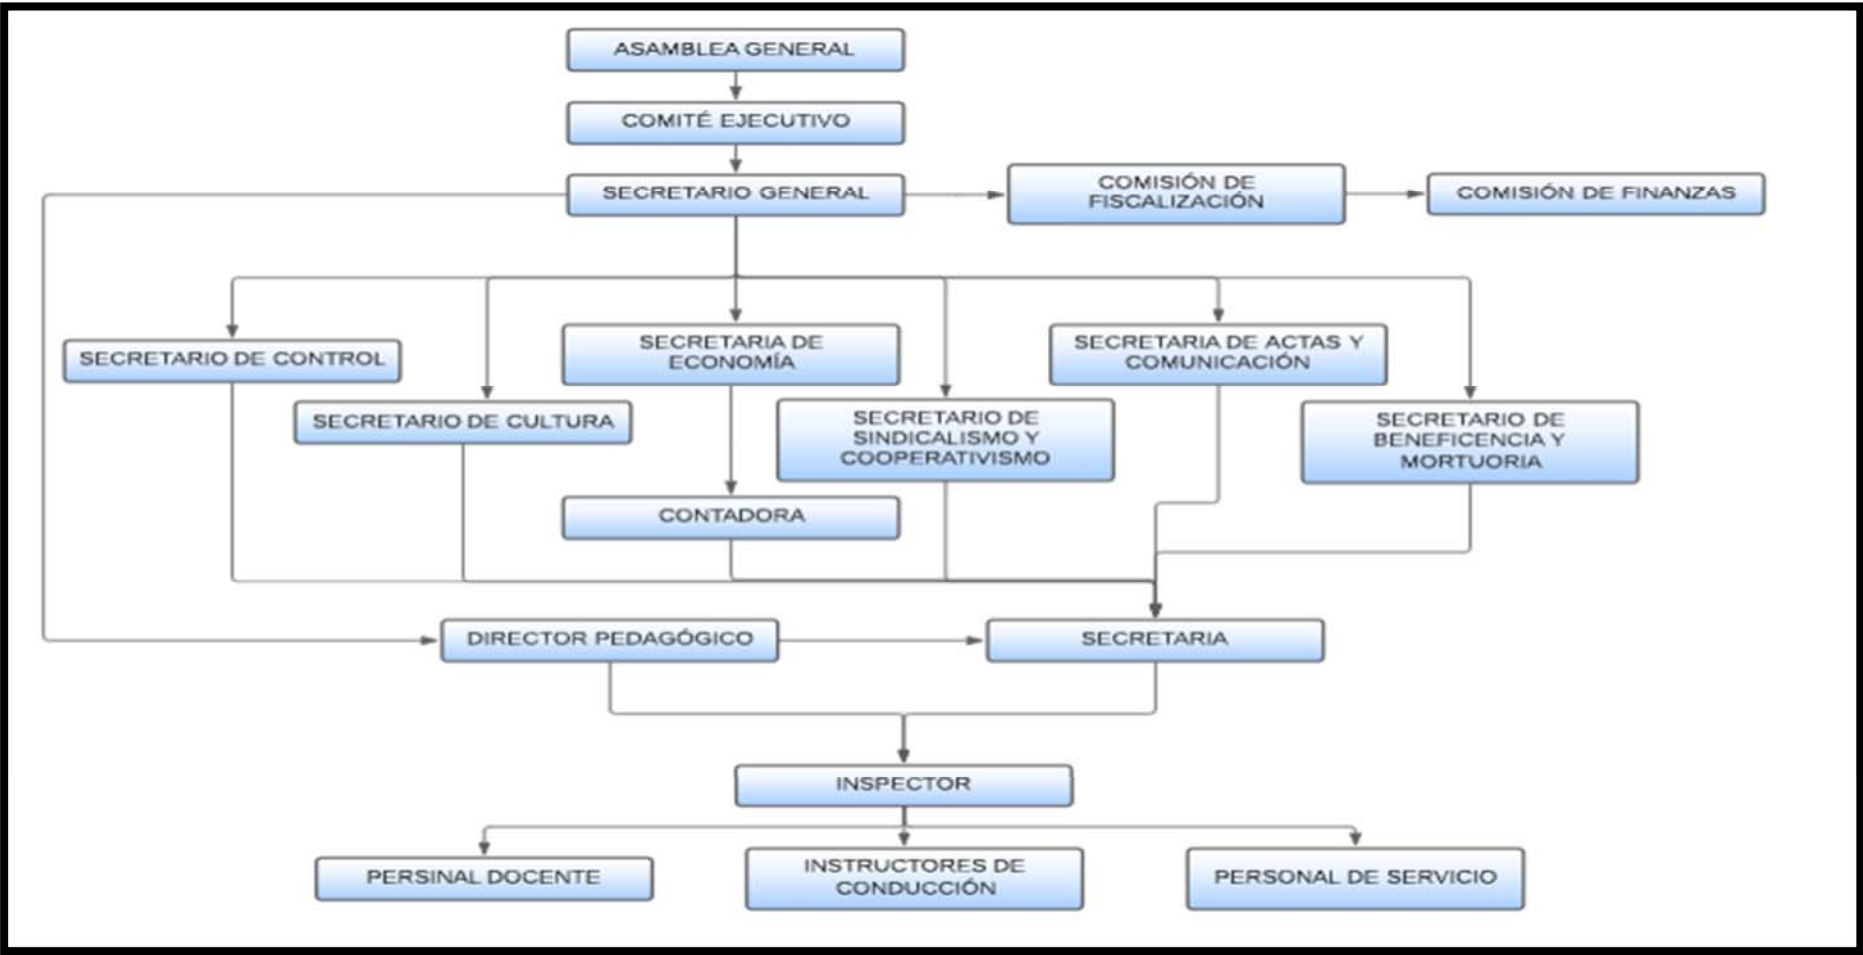 ASAMBLEA GENERAL
COMITÉ EJECUTIVO
SECRETARIO GENERAL
COMISIÓN DE
FISCALIZACIÓN
COMISIÓN DE FINANZAS
SECRETARIO DE CONTROL
SECRETARIO DE CULTURA
SECRETARIA DE
ECONOMÍA
SECRETARIO DE
SINDICALISMO Y
COOPERATIVISMO
SECRETARIA DE ACTAS Y
COMUNICACIÓN
SECRETARIO DE
BENEFICENCIA Y
MORTUORIA
CONTADORA
DIRECTOR PEDAGÓGICO
SECRETARIA
INSPECTOR
PERSINAL DOCENTE
INSTRUCTORES DE
CONDUCCIÓN
PERSONAL DE SERVICIO